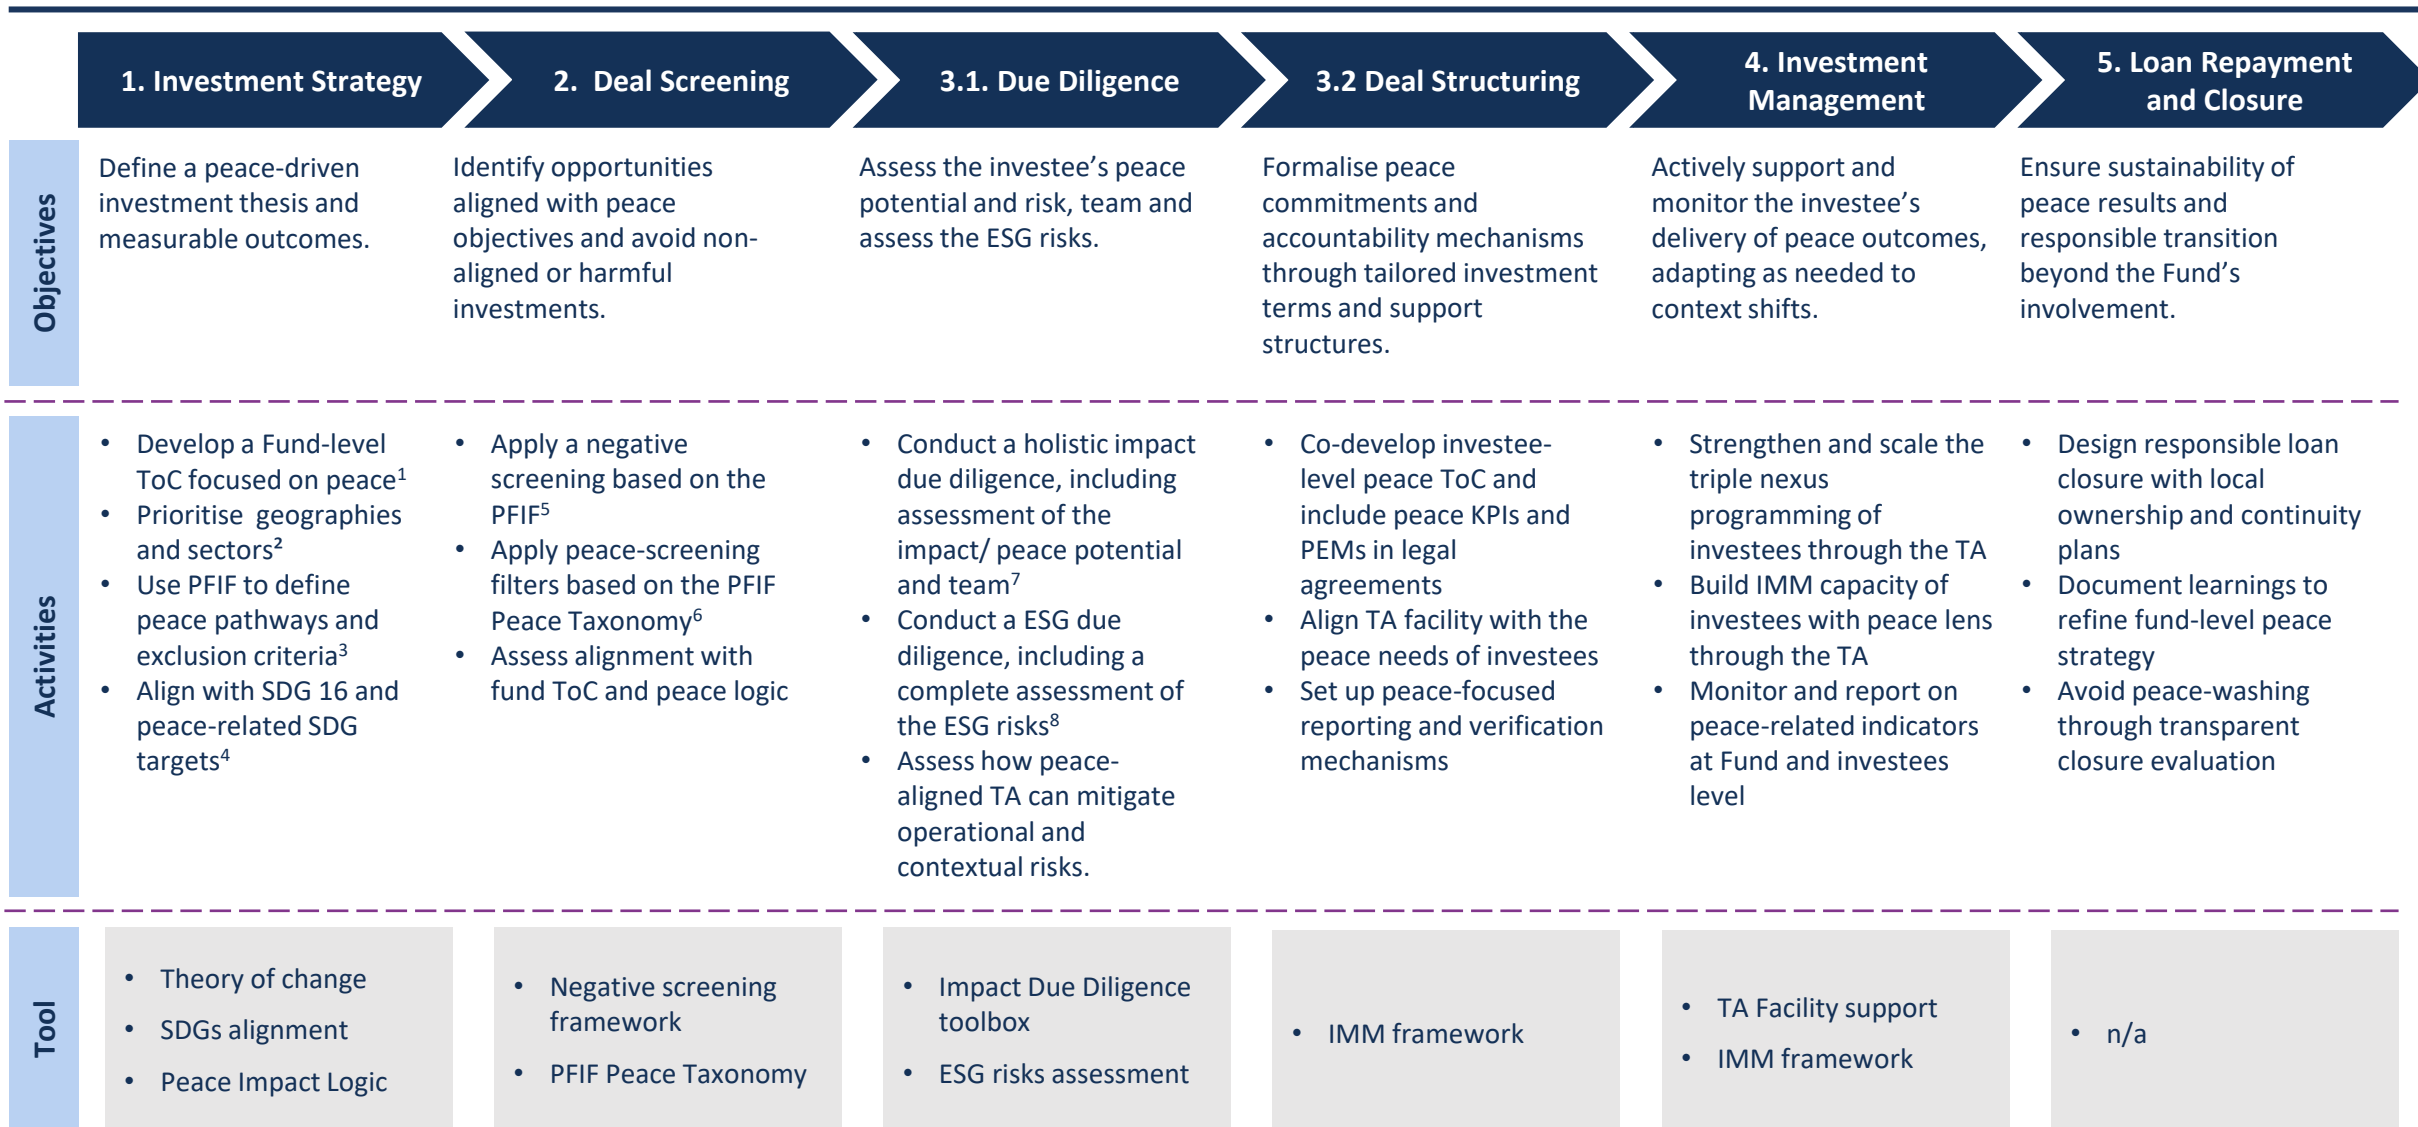 1. Investment Strategy
2. Deal Screening
3.1. Due Diligence
3.2 Deal Structuring
4. Investment
Management
5. Loan Repayment
and Closure
Objectives
Define a peace-driven
investment thesis and
measurable outcomes.
Identify opportunities
aligned with peace
objectives and avoid non-
aligned or harmful
investments.
Assess the investee’s peace
potential and risk, team and
assess the ESG risks.
Formalise peace
commitments and
accountability mechanisms
through tailored investment
terms and support
structures.
Actively support and
monitor the investee’s
delivery of peace outcomes,
adapting as needed to
context shifts.
Ensure sustainability of
peace results and
responsible transition
beyond the Fund’s
involvement.
Activities
• Develop a Fund-level
ToC focused on peace¹
• Prioritise geographies
and sectors²
• Use PFIF to define
peace pathways and
exclusion criteria³
• Align with SDG 16 and
peace-related SDG
targets⁴
• Apply a negative
screening based on the
PFIF⁵
• Apply peace-screening
filters based on the PFIF
Peace Taxonomy⁶
• Assess alignment with
fund ToC and peace logic
• Conduct a holistic impact
due diligence, including
assessment of the
impact/ peace potential
and team⁷
• Conduct a ESG due
diligence, including a
complete assessment of
the ESG risks⁸
• Assess how peace-
aligned TA can mitigate
operational and
contextual risks.
• Co-develop investee-
level peace ToC and
include peace KPIs and
PEMs in legal
agreements
• Align TA facility with the
peace needs of investees
• Set up peace-focused
reporting and verification
mechanisms
• Strengthen and scale the
triple nexus
programming of
investees through the TA
• Build IMM capacity of
investees with peace lens
through the TA
• Monitor and report on
peace-related indicators
at Fund and investees
level
• Design responsible loan
closure with local
ownership and continuity
plans
• Document learnings to
refine fund-level peace
strategy
• Avoid peace-washing
through transparent
closure evaluation
Tool
• Theory of change
• SDGs alignment
• Peace Impact Logic
• Negative screening
framework
• PFIF Peace Taxonomy
• Impact Due Diligence
toolbox
• ESG risks assessment
• IMM framework
• TA Facility support
• IMM framework
• n/a